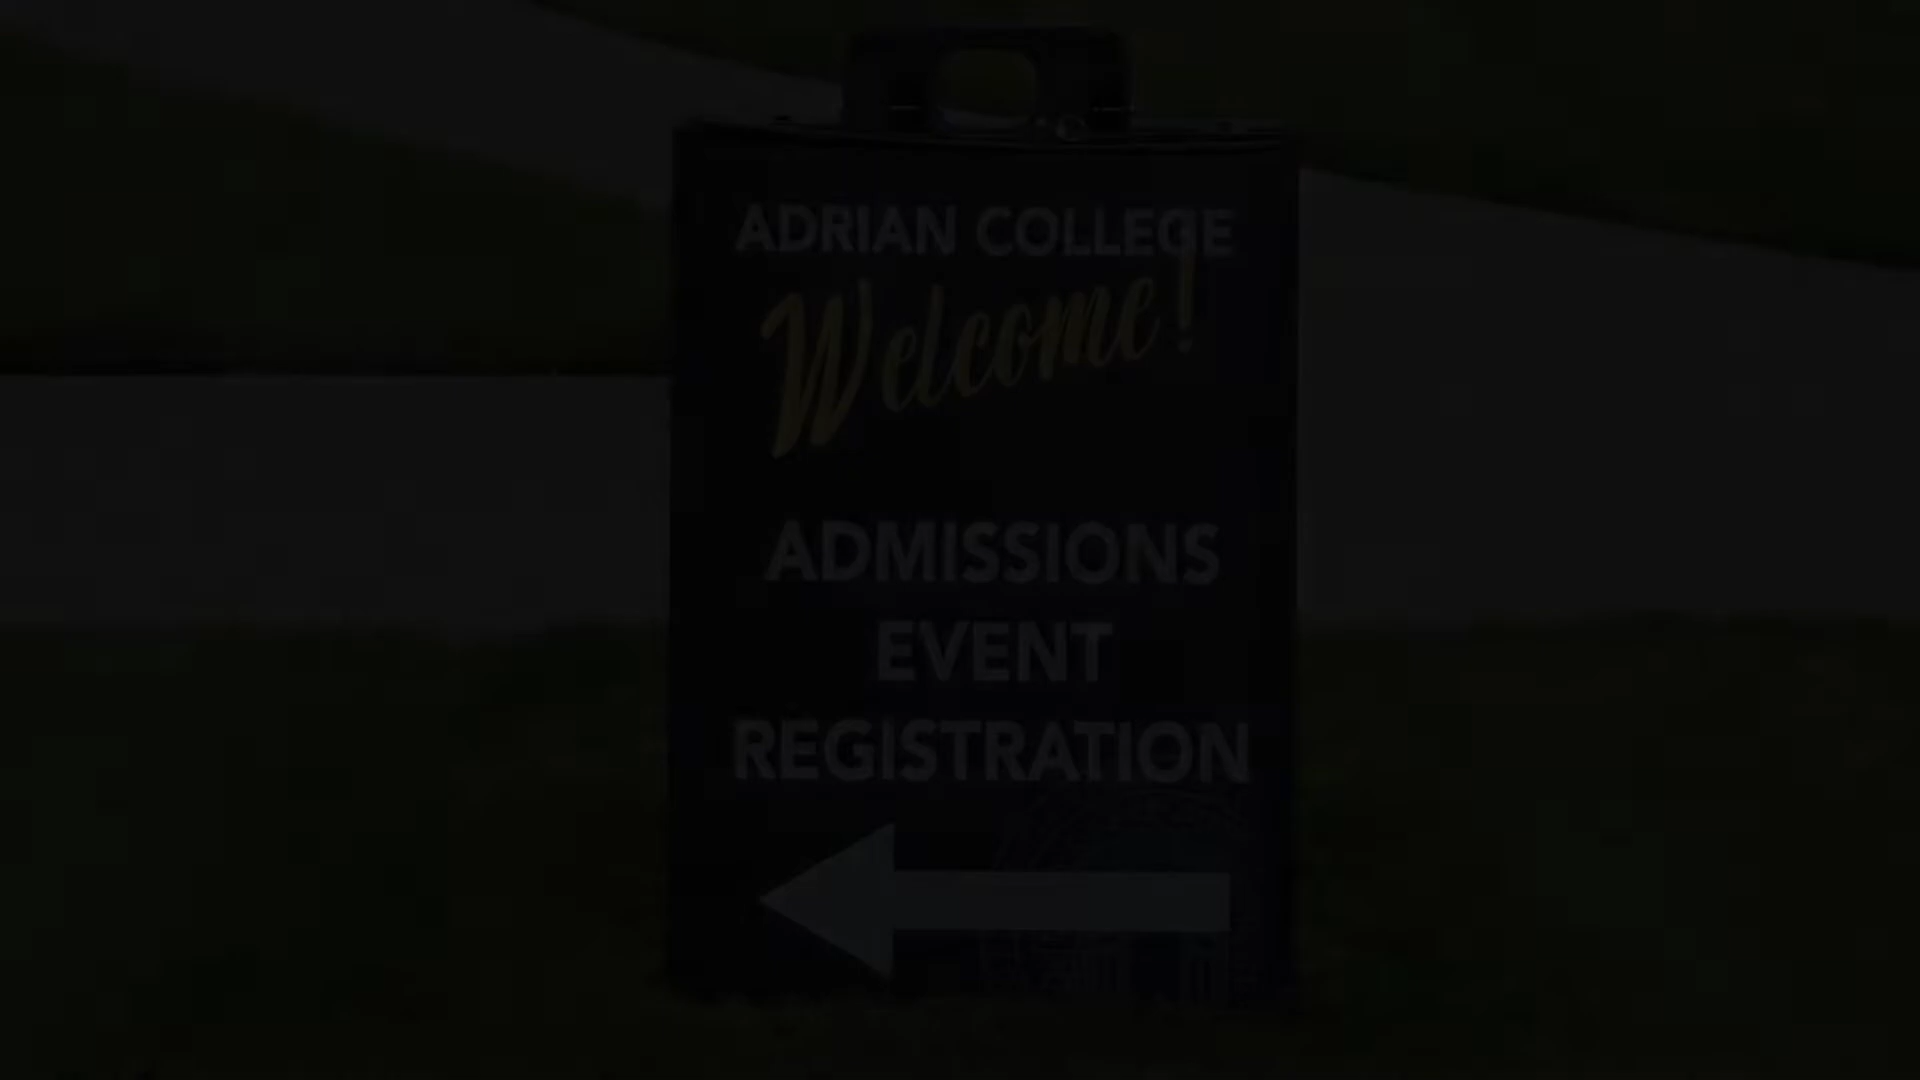 ADRIAN COLLEGE
Welcome!
ADMISSIONS
EVENT
REGISTRATION